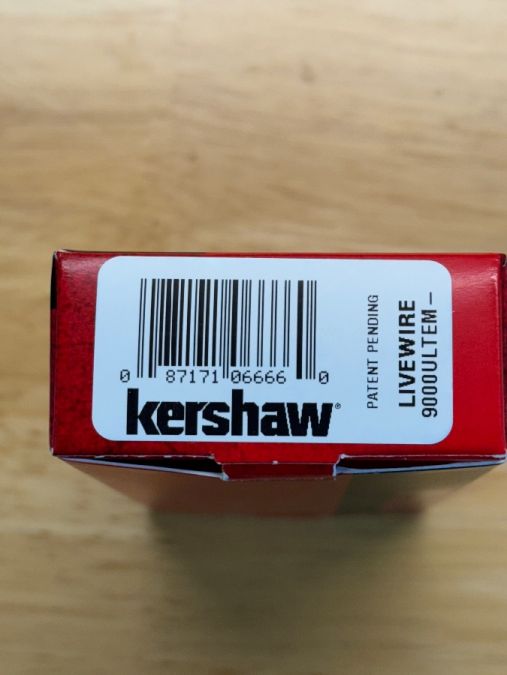 0 87171 06666 0
kershaw®
PATENT PENDING
LIVEWIRE
9000ULTEM–